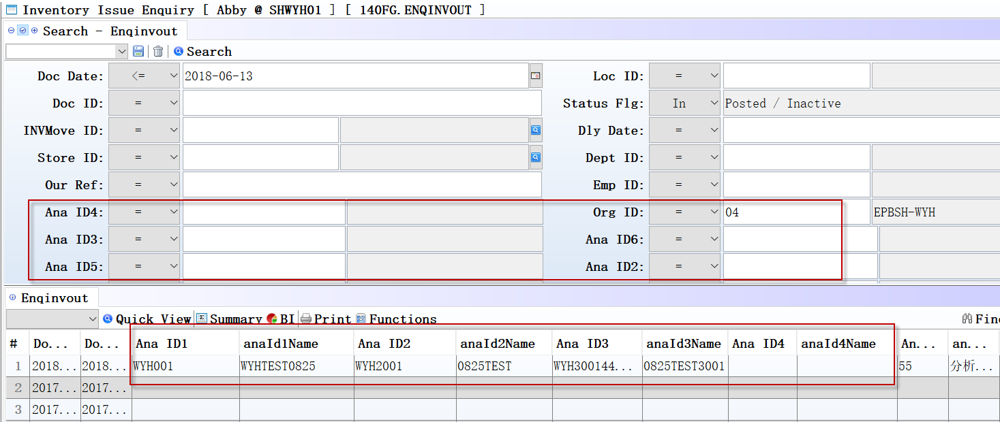 Inventory Issue Enquiry [ Abby @ SHWYH01 ] [ 140FG.ENQINVOUT ]
Search - Enqinvout
Search
Doc Date: <= 2018-06-13 Loc ID: =
Doc ID: = Status Flg: In Posted / Inactive
INVMove ID: = Dly Date: =
Store ID: = Dept ID: =
Our Ref: = Emp ID: =
Ana ID4: = Org ID: = 04 EPBSH-WYH
Ana ID3: = Ana ID6: =
Ana ID5: = Ana ID2: =
Enqinvout
Quick View Summary BI Print Functions Find
# Do... Do... Ana ID1 anaId1Name Ana ID2 anaId2Name Ana ID3 anaId3Name Ana ID4 anaId4Name An... an...
1 2018... 2018... WYH001 WYHTEST0825 WYH2001 0825TEST WYH300144... 0825TEST3001 55 分析...
2 2017... 2017...
3 2017... 2017...